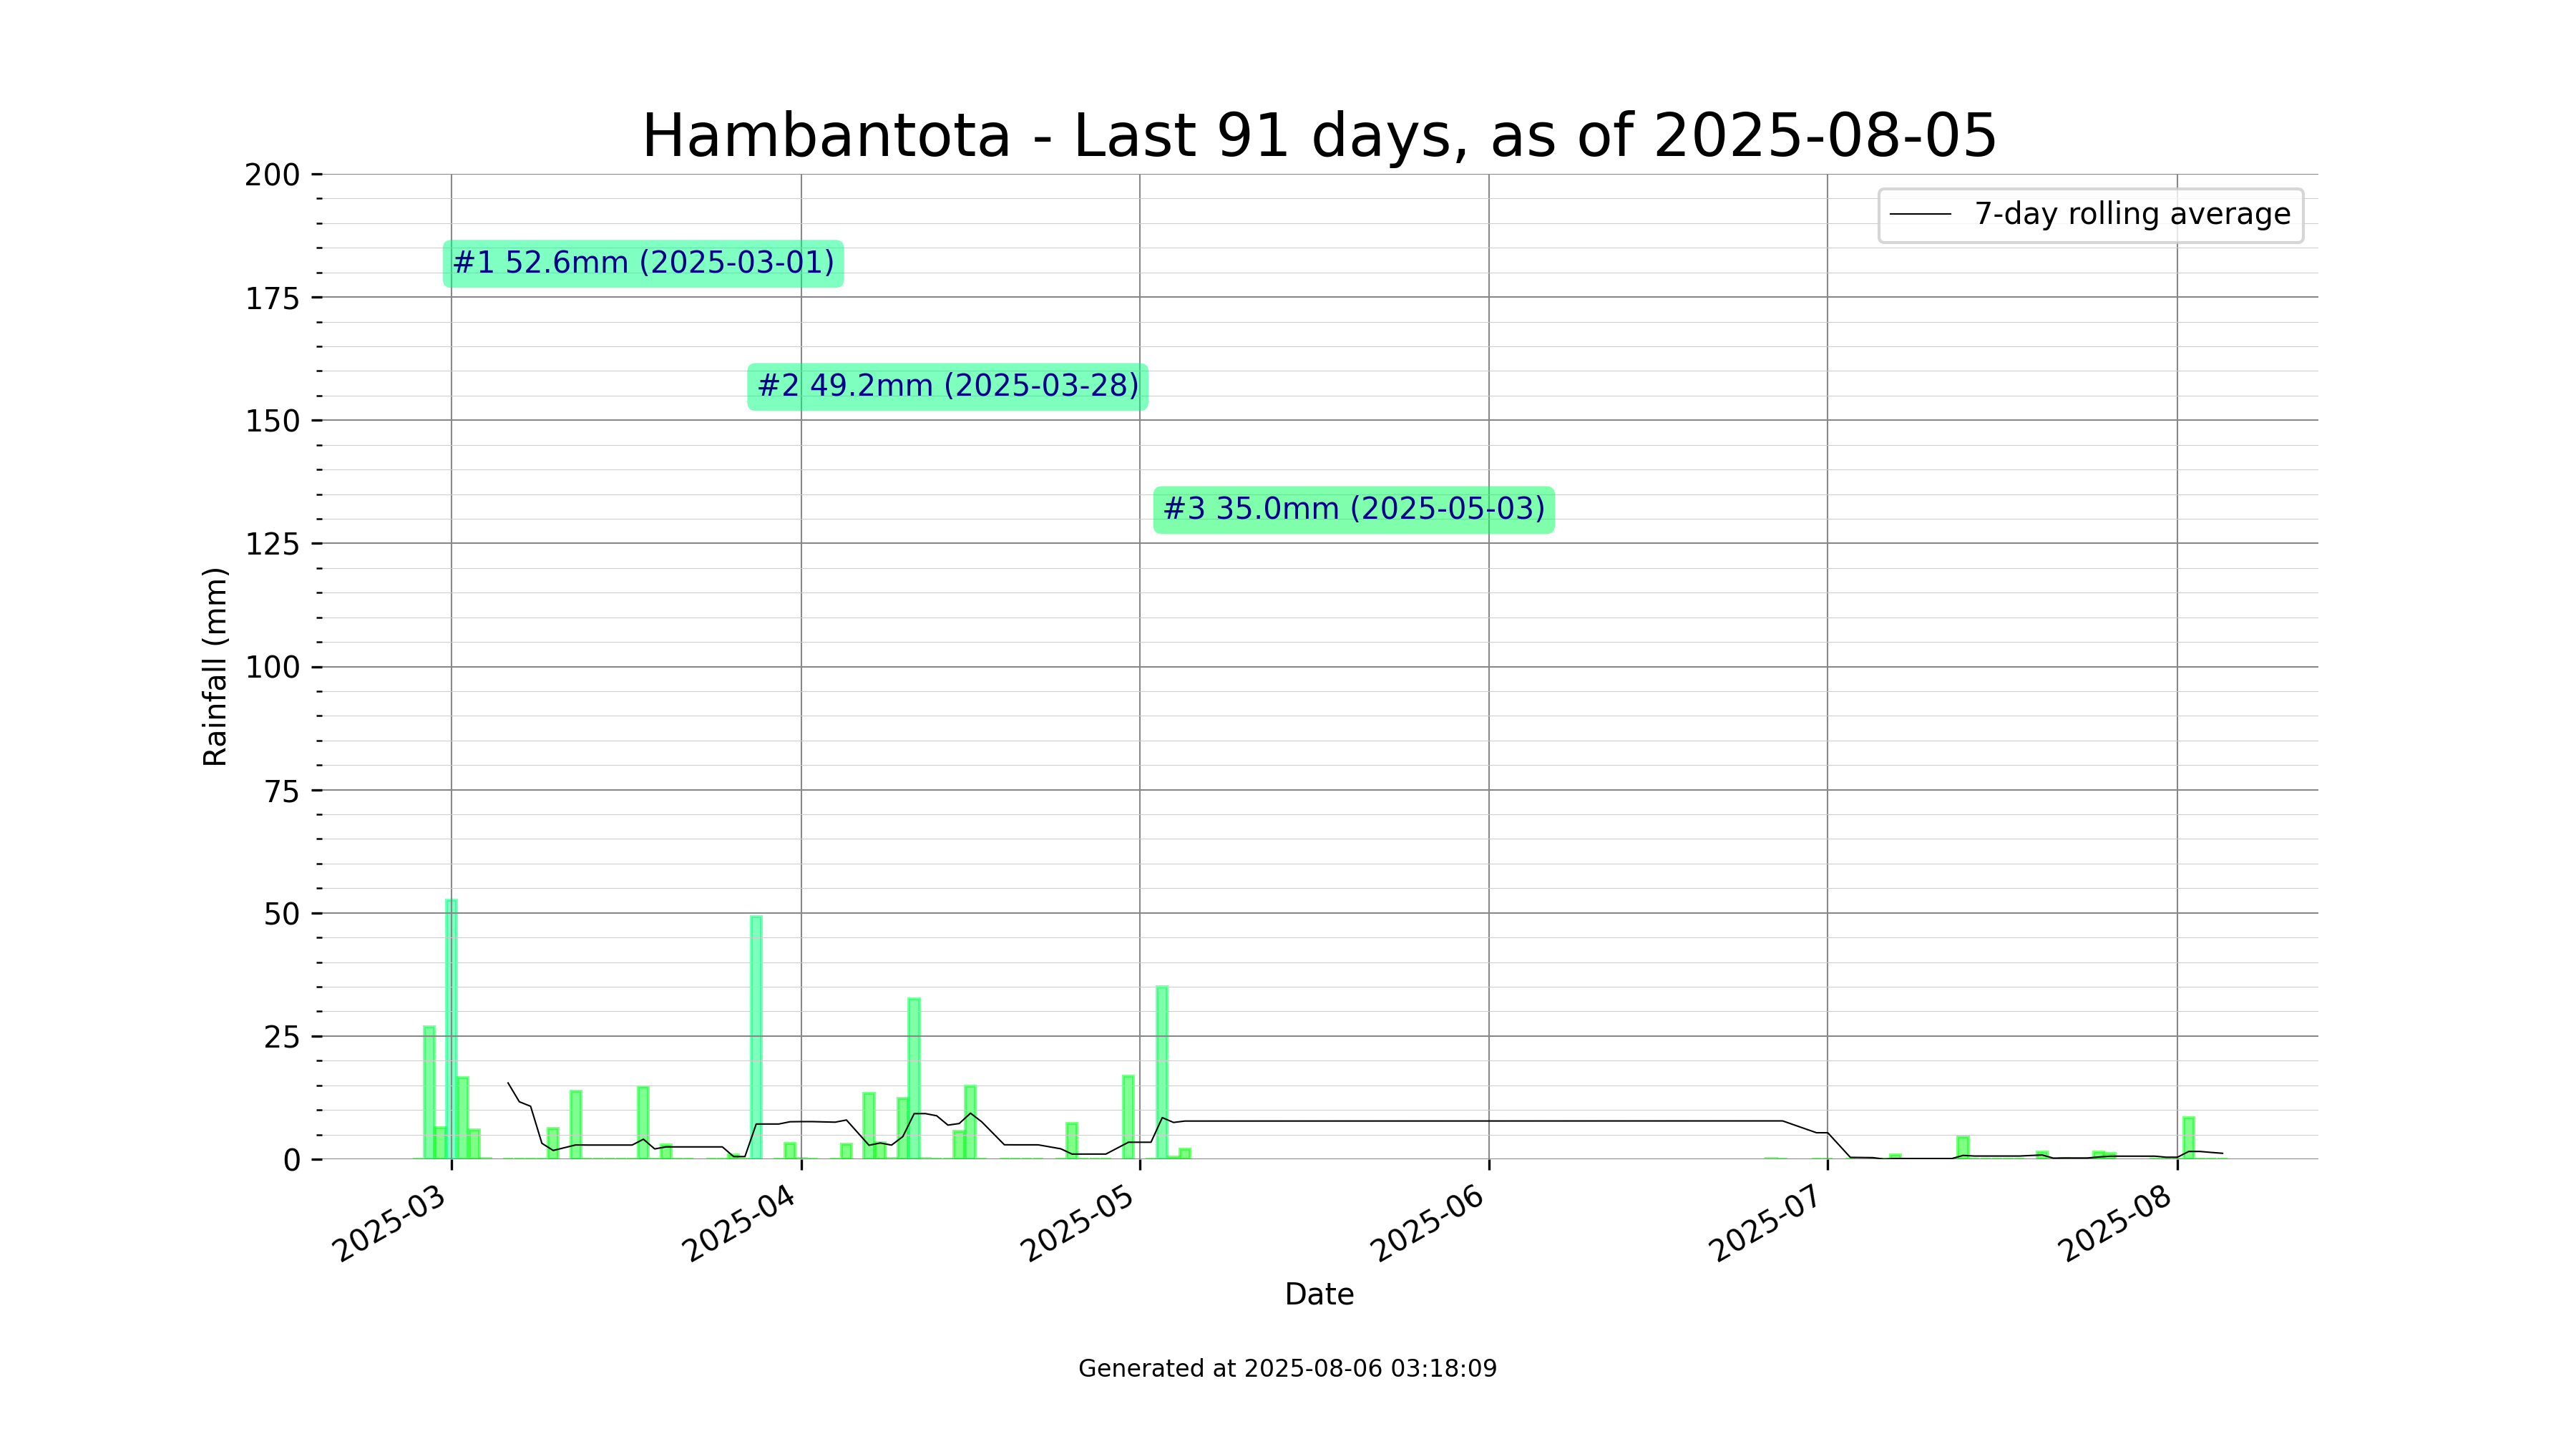 Hambantota - Last 91 days, as of 2025-08-05
200
175
150
125
100
75
50
25
0
Rainfall (mm)
7-day rolling average
#1 52.6mm (2025-03-01)
#2 49.2mm (2025-03-28)
#3 35.0mm (2025-05-03)
2025-03
2025-04
2025-05
2025-06
2025-07
2025-08
Date
Generated at 2025-08-06 03:18:09